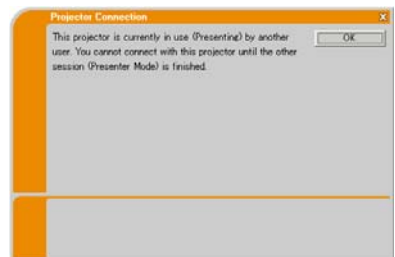 Projector Connection
X
This projector is currently in use (Presenting) by another
OK
user. You cannot connect with this projector until the other
session (Presenter Mode) is finished.